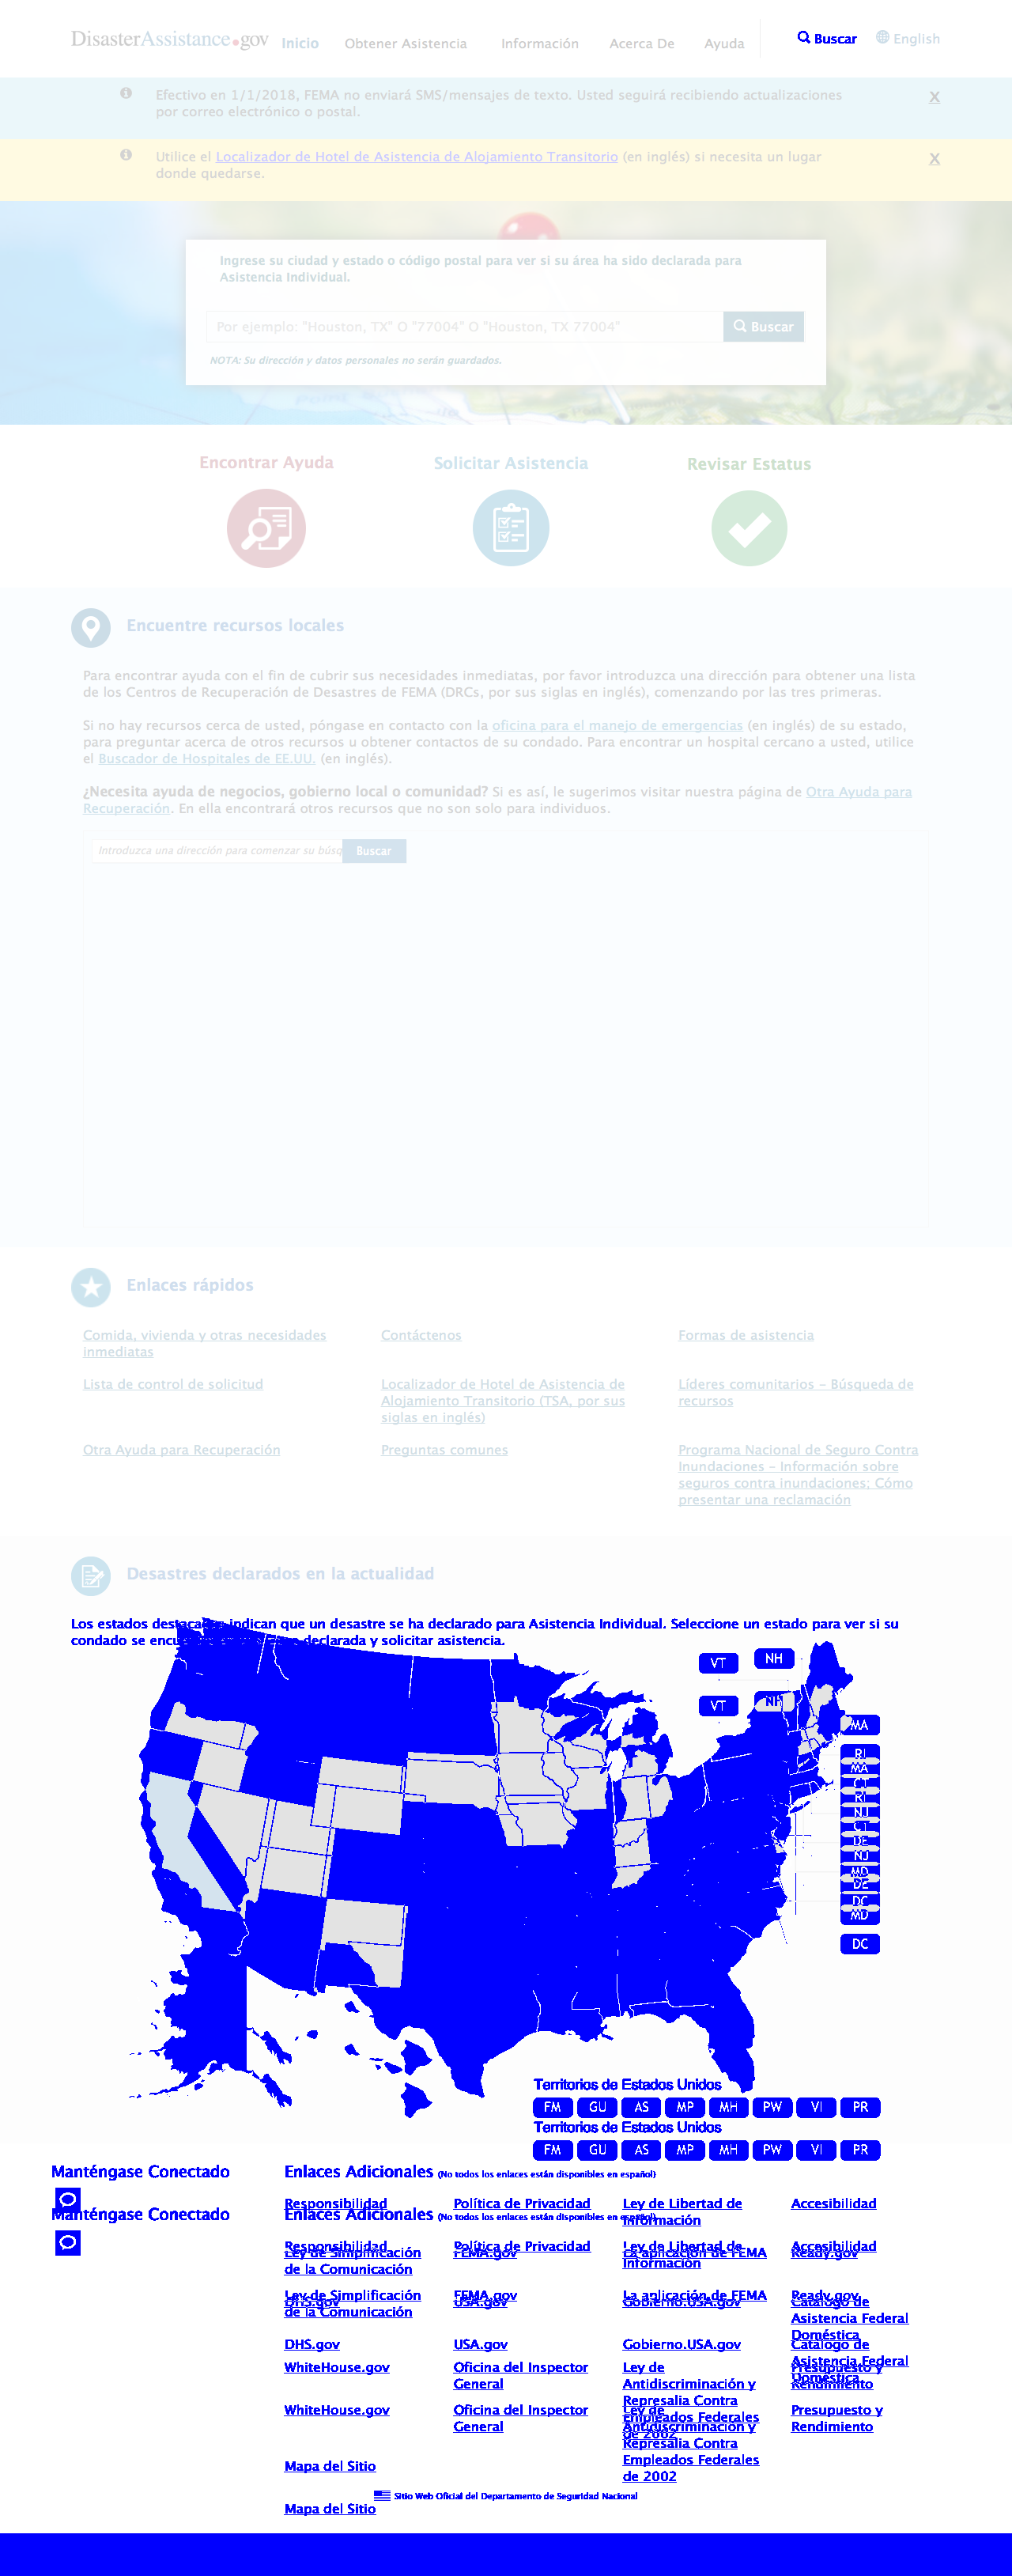 DisasterAssistance.gov Inicio Obtener Asistencia Información Acerca De Ayuda Buscar English
Efectivo en 1/1/2018, FEMA no enviará SMS/mensajes de texto. Usted seguirá recibiendo actualizaciones
por correo electrónico o postal.
X
Utilice el Localizador de Hotel de Asistencia de Alojamiento Transitorio (en inglés) si necesita un lugar
donde quedarse.
X
Ingrese su ciudad y estado o código postal para ver si su área ha sido declarada para
Asistencia Individual.
Por ejemplo: "Houston, TX" O "77004" O "Houston, TX 77004"
Buscar
NOTA: Su dirección y datos personales no serán guardados.
Encontrar Ayuda
Solicitar Asistencia
Revisar Estatus
Encuentre recursos locales
Para encontrar ayuda con el fin de cubrir sus necesidades inmediatas, por favor introduzca una dirección para obtener una lista
de los Centros de Recuperación de Desastres de FEMA (DRCs, por sus siglas en inglés), comenzando por las tres primeras.
Si no hay recursos cerca de usted, póngase en contacto con la oficina para el manejo de emergencias (en inglés) de su estado,
para preguntar acerca de otros recursos u obtener contactos de su condado. Para encontrar un hospital cercano a usted, utilice
el Buscador de Hospitales de EE.UU. (en inglés).
¿Necesita ayuda de negocios, gobierno local o comunidad? Si es así, le sugerimos visitar nuestra página de Otra Ayuda para
Recuperación. En ella encontrará otros recursos que no son solo para individuos.
Introduzca una dirección para comenzar su búsq
Buscar
Enlaces rápidos
Comida, vivienda y otras necesidades
inmediatas
Contáctenos
Formas de asistencia
Lista de control de solicitud
Localizador de Hotel de Asistencia de
Alojamiento Transitorio (TSA, por sus
siglas en inglés)
Líderes comunitarios – Búsqueda de
recursos
Otra Ayuda para Recuperación
Preguntas comunes
Programa Nacional de Seguro Contra
Inundaciones – Información sobre
seguros contra inundaciones: Cómo
presentar una reclamación
Desastres declarados en la actualidad
Los estados destacados indican que un desastre se ha declarado para Asistencia Individual. Seleccione un estado para ver si su
condado se declarada y solicitar asistencia.
VT
NH
VT
NH
MA
RI
MA
CT
RI
NJ
CT
DE
NJ
MD
DE
DC
MD
DC
Territorios de Estados Unidos
FM GU AS MP MH PW VI PR
Territorios de Estados Unidos
FM GU AS MP MH PW VI PR
Manténgase Conectado
Enlaces Adicionales (No todos los enlaces están disponibles en español)
Responsibilidad
Política de Privacidad
Ley de Libertad de
Información
Accesibilidad
Manténgase Conectado
Enlaces Adicionales (No todos los enlaces están disponibles en español)
Responsibilidad
Política de Privacidad
Ley de Libertad de
Información
Accesibilidad
Ley de Simplificación
de la Comunicación
FEMA.gov
La aplicación de FEMA
Ready.gov
Ley de Simplificación
de la Comunicación
FEMA.gov
La aplicación de FEMA
Ready.gov
DHS.gov
USA.gov
Gobierno.USA.gov
Catálogo de
Asistencia Federal
Doméstica
DHS.gov
USA.gov
Gobierno.USA.gov
Catálogo de
Asistencia Federal
Doméstica
WhiteHouse.gov
Oficina del Inspector
General
Ley de
Antidiscriminación y
Represalia Contra
Empleados Federales
de 2002
Presupuesto y
Rendimiento
WhiteHouse.gov
Oficina del Inspector
General
Ley de
Antidiscriminación y
Represalia Contra
Empleados Federales
de 2002
Presupuesto y
Rendimiento
Mapa del Sitio
Sitio Web Oficial del Departamento de Seguridad Nacional
Mapa del Sitio